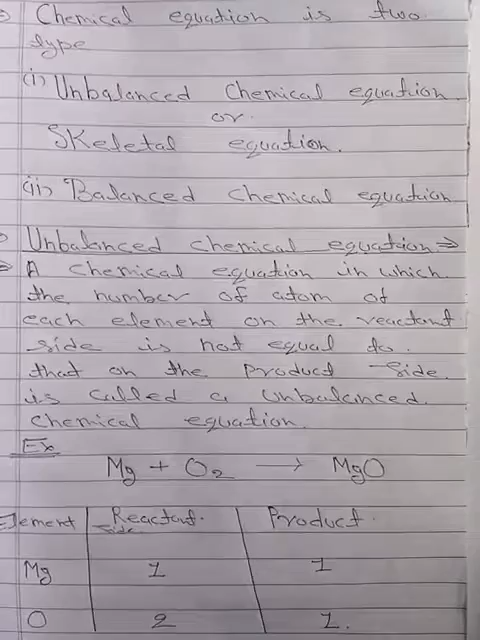 Chemical equation is two
type
(i) Unbalanced Chemical equation
or
Skeletal equation.
(ii) Balanced Chemical equation
Unbalanced chemical equation ⇒
⇒ A chemical equation in which
the number of atom of
each element on the reactant
side is not equal do
that on the product side
is called a unbalanced
chemical equation.
Ex
Mg + O₂ → MgO
Element Reactant side Product
Mg 1 1
O 2 1.